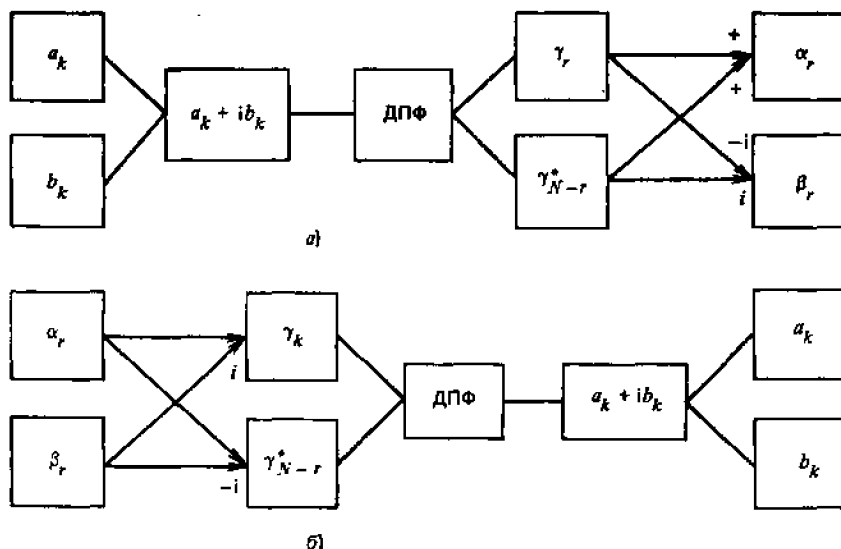 a_k
γ_r
+
α_r
a_k + ib_k
ДПФ
+
b_k
γ*_{N−r}
−i
i
β_r
а)
α_r
γ_k
a_k
i
ДПФ
a_k + ib_k
β_r
γ*_{N−r}
−i
b_k
б)